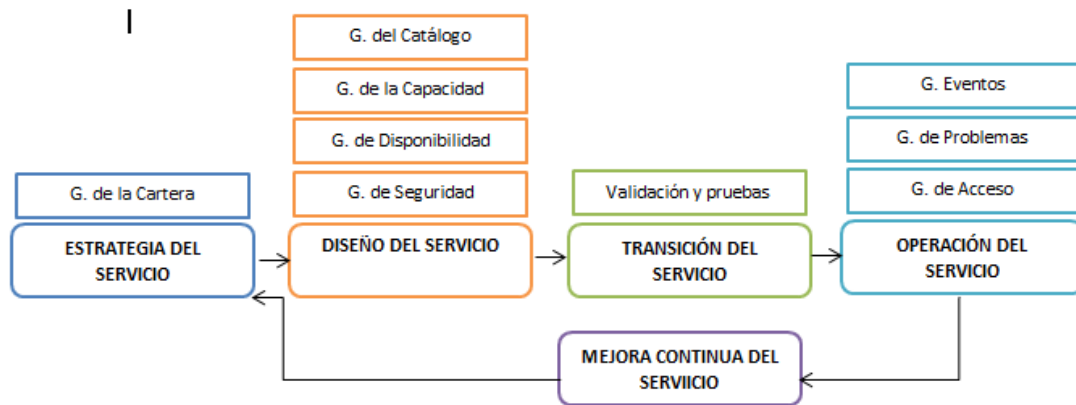 G. del Catálogo
G. de la Capacidad
G. de Disponibilidad
G. de Seguridad
G. Eventos
G. de Problemas
G. de Acceso
G. de la Cartera
Validación y pruebas
ESTRATEGIA DEL
SERVICIO
DISEÑO DEL SERVICIO
TRANSICIÓN DEL
SERVICIO
OPERACIÓN DEL
SERVICIO
MEJORA CONTINUA DEL
SERVIICIO